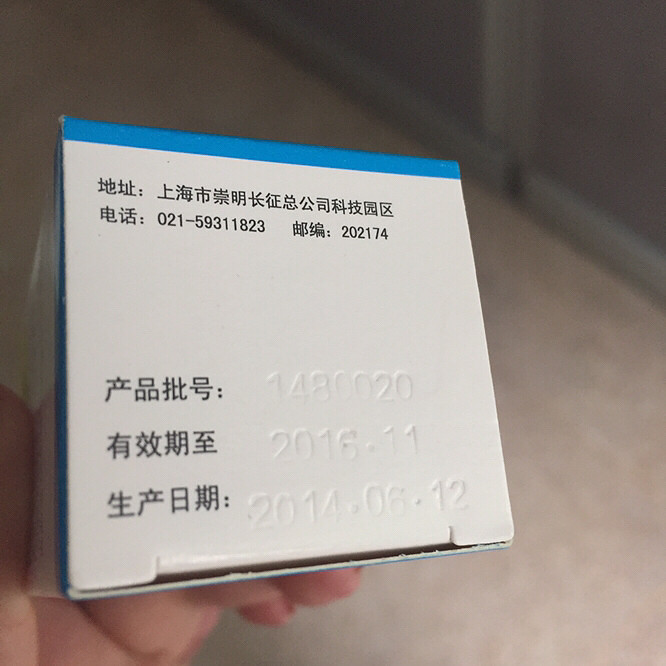 地址：上海市崇明长征总公司科技园区
电话：021-59311823 邮编：202174
产品批号：1480020
有效期至 2016.11
生产日期：2014.06.12